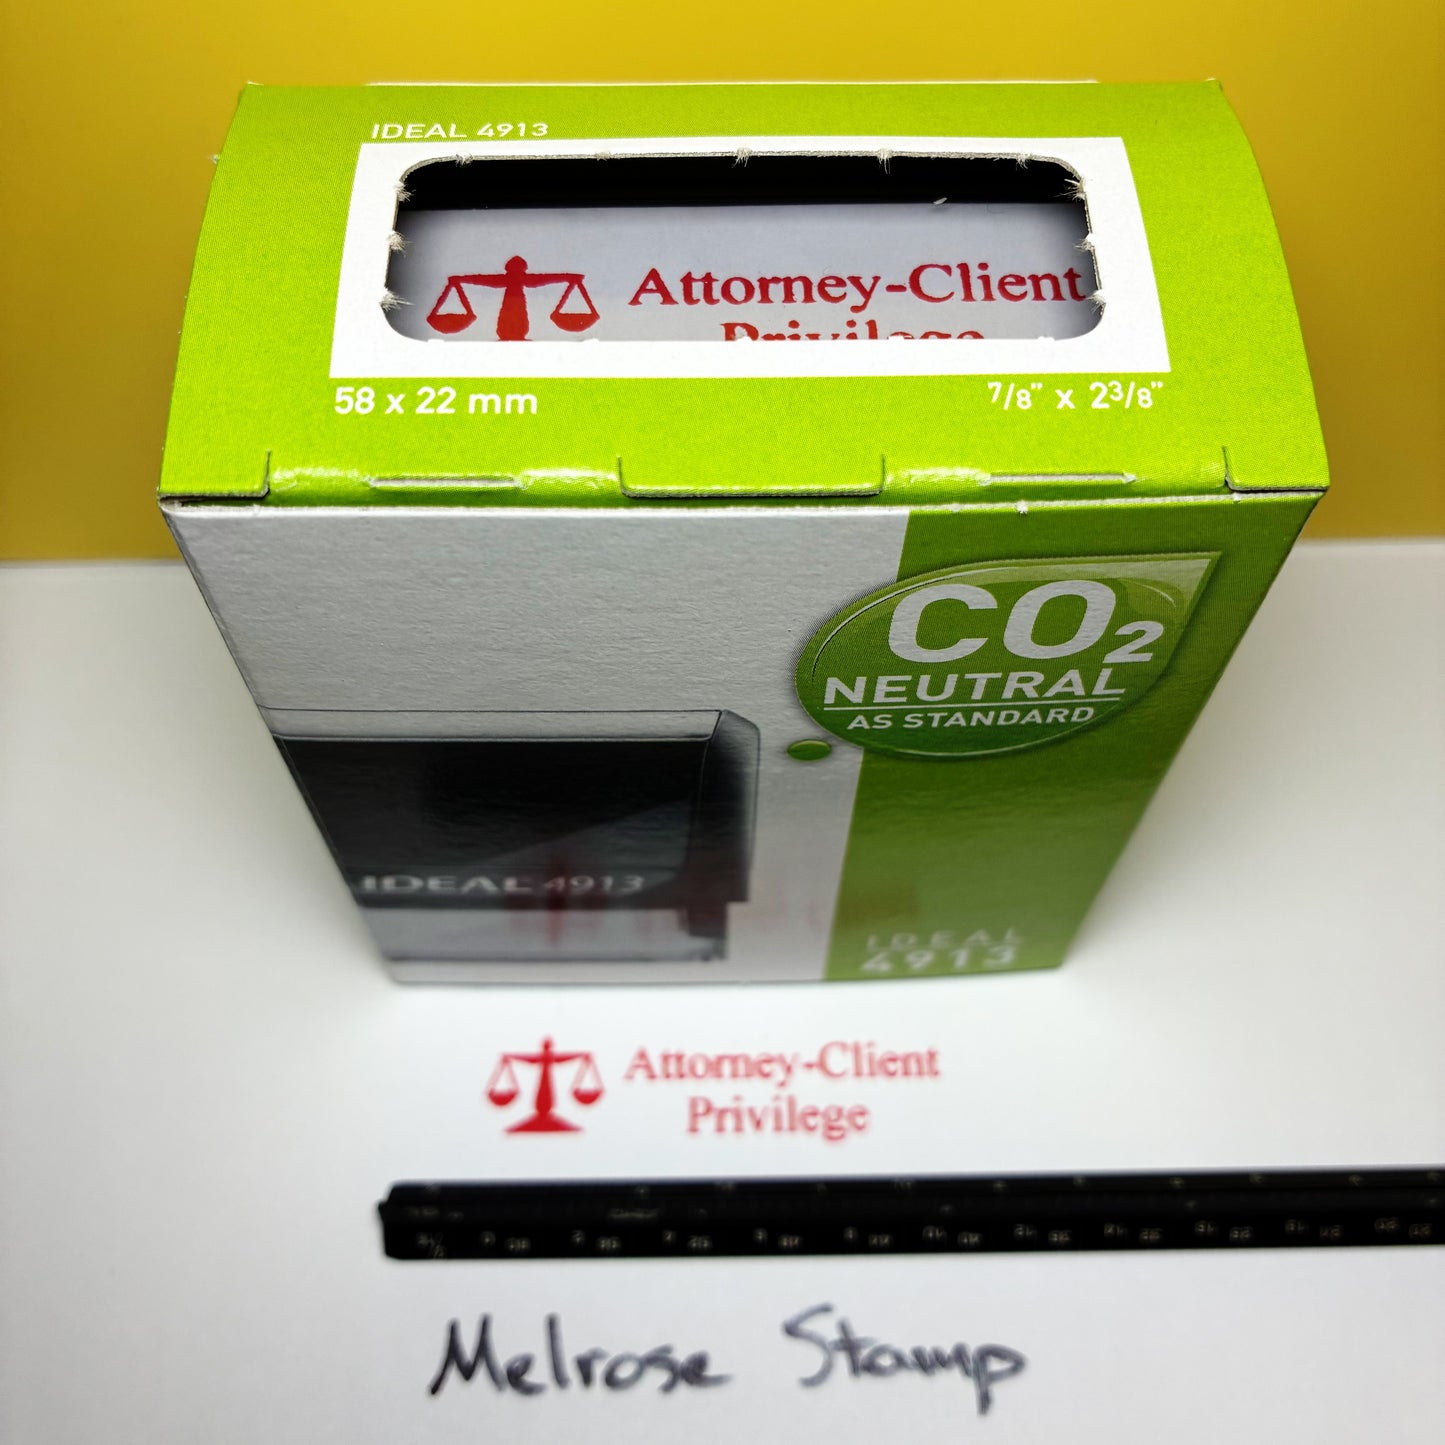 IDEAL 4913
Attorney-Client
Privilege
58 x 22 mm
7/8" x 2 3/8"
CO2
NEUTRAL
AS STANDARD
IDEAL 4913
IDEAL
4913
Attorney-Client
Privilege
Melrose Stamp